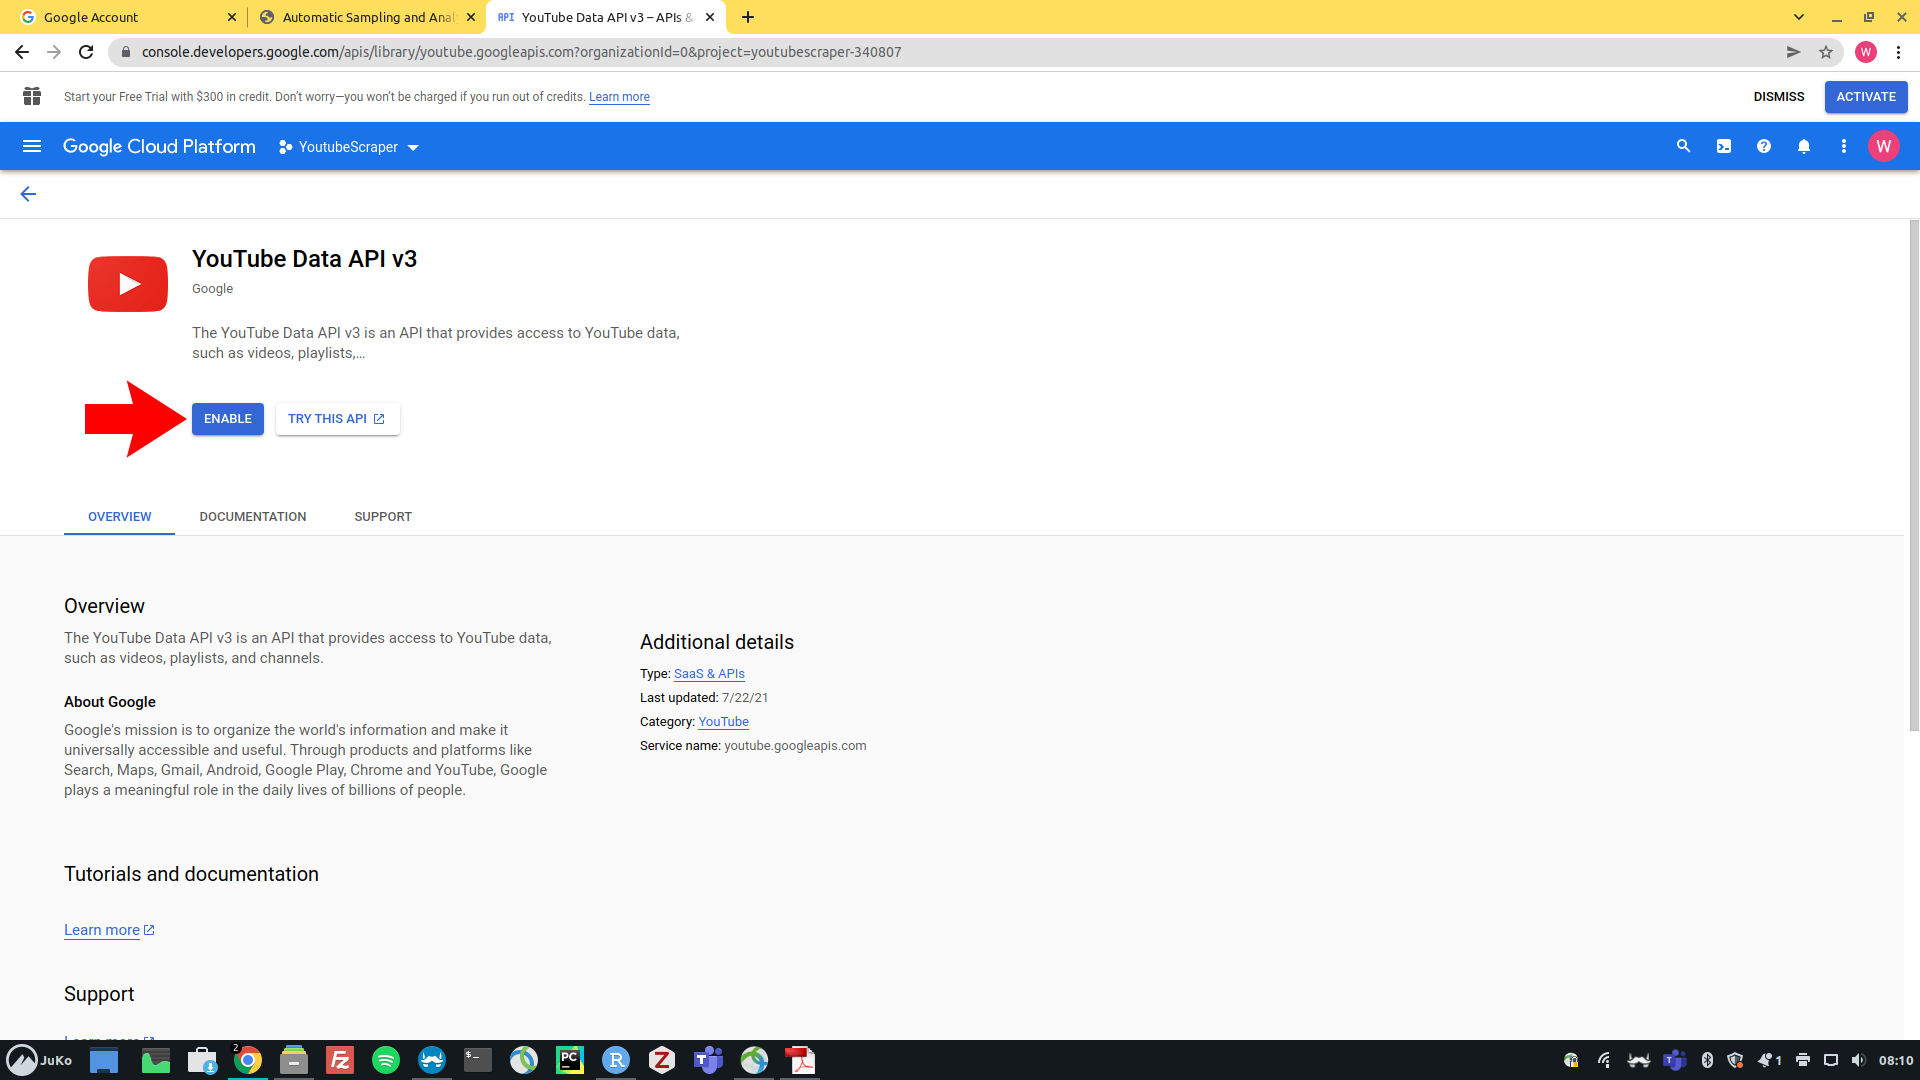 Google Account
Automatic Sampling and Anal
API YouTube Data API v3 – APIs &
console.developers.google.com/apis/library/youtube.googleapis.com?organizationId=0&project=youtubescraper-340807
W
Start your Free Trial with $300 in credit. Don’t worry—you won’t be charged if you run out of credits. Learn more
DISMISS
ACTIVATE
Google Cloud Platform
YoutubeScraper
W
YouTube Data API v3
Google
The YouTube Data API v3 is an API that provides access to YouTube data,
such as videos, playlists,...
ENABLE
TRY THIS API
OVERVIEW
DOCUMENTATION
SUPPORT
Overview
The YouTube Data API v3 is an API that provides access to YouTube data,
such as videos, playlists, and channels.
About Google
Google's mission is to organize the world's information and make it
universally accessible and useful. Through products and platforms like
Search, Maps, Gmail, Android, Google Play, Chrome and YouTube, Google
plays a meaningful role in the daily lives of billions of people.
Additional details
Type: SaaS & APIs
Last updated: 7/22/21
Category: YouTube
Service name: youtube.googleapis.com
Tutorials and documentation
Learn more
Support
JuKo
2
FZ
$_
PC
R
Z
T
1
08:10